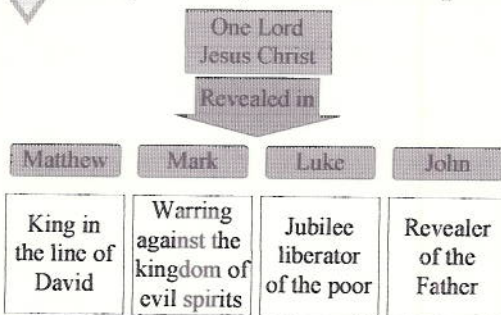 One Lord
Jesus Christ
Revealed in
Matthew
Mark
Luke
John
King in
the line of
David
Warring
against the
kingdom of
evil spirits
Jubilee
liberator
of the poor
Revealer
of the
Father